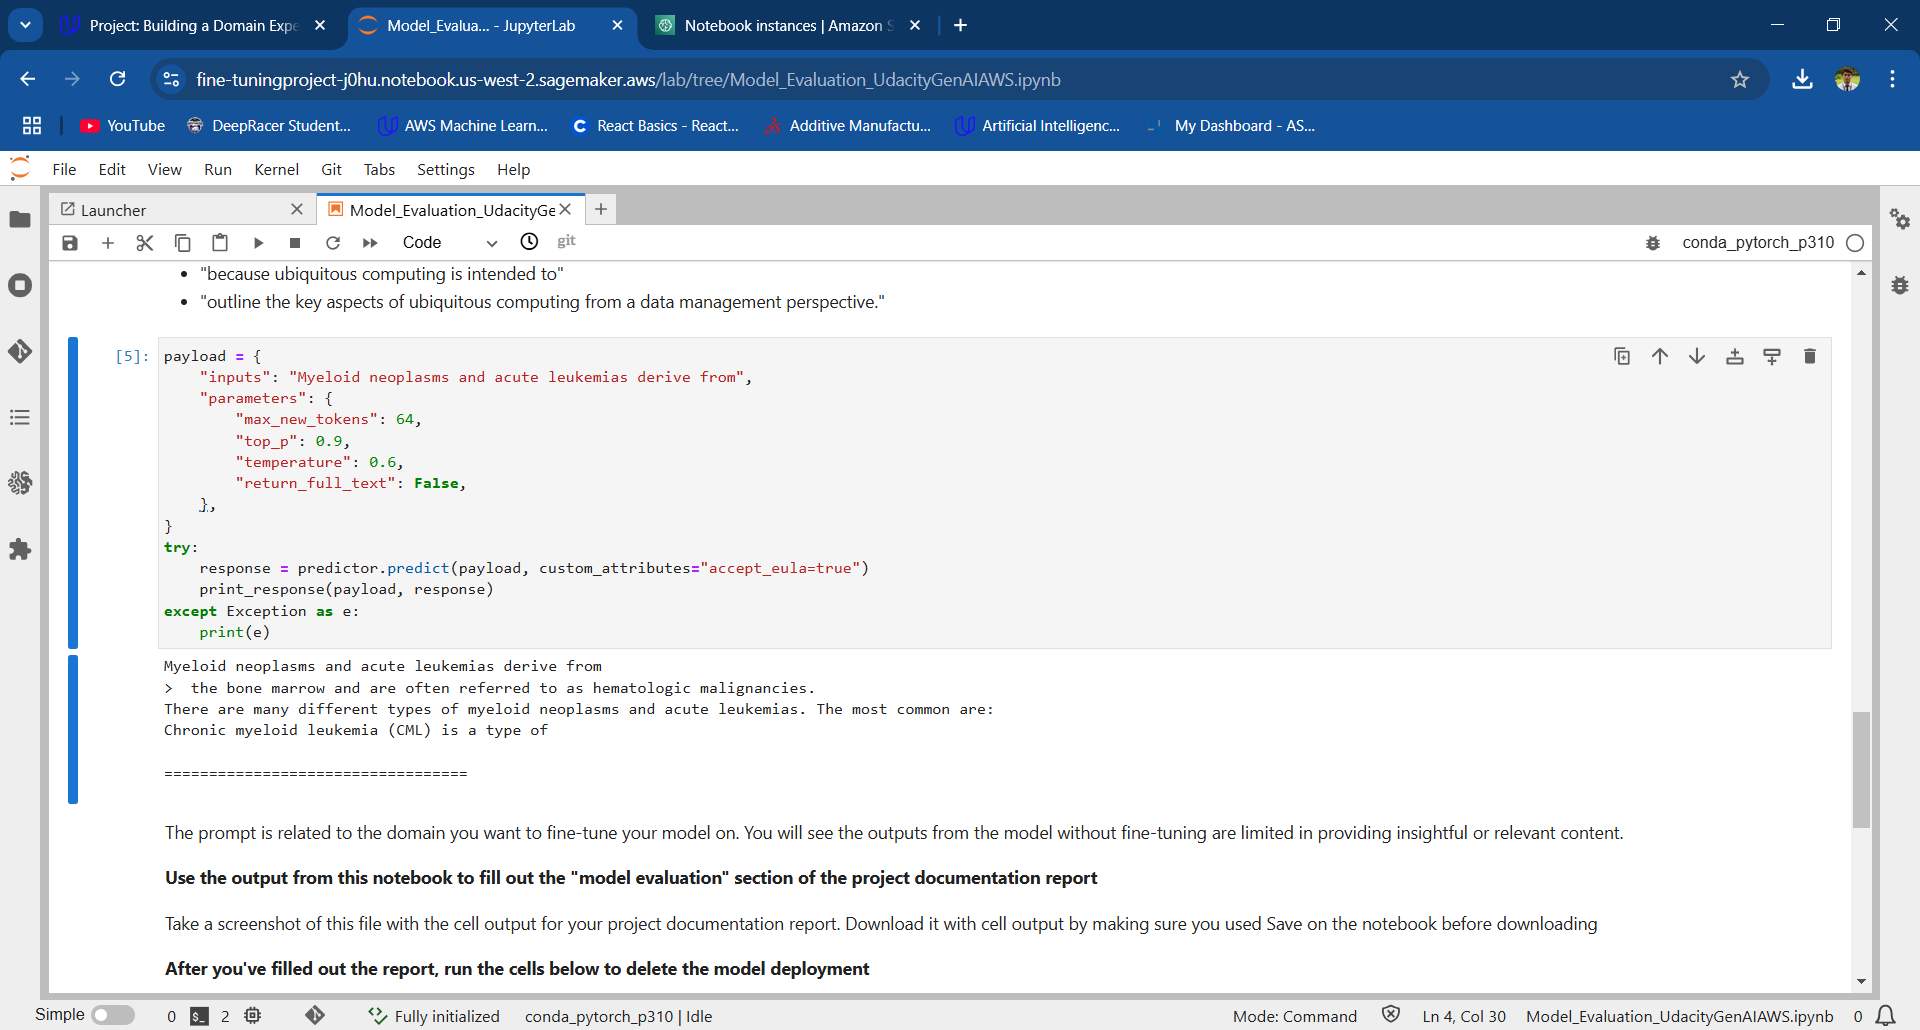 Project: Building a Domain Expe
Model_Evalua... - JupyterLab
Notebook instances | Amazon S
fine-tuningproject-j0hu.notebook.us-west-2.sagemaker.aws/lab/tree/Model_Evaluation_UdacityGenAIAWS.ipynb
YouTube
DeepRacer Student...
AWS Machine Learn...
React Basics - React...
Additive Manufactu...
Artificial Intelligenc...
My Dashboard - AS...
File Edit View Run Kernel Git Tabs Settings Help
Launcher
Model_Evaluation_UdacityGe
Code
git
conda_pytorch_p310
• "because ubiquitous computing is intended to"
• "outline the key aspects of ubiquitous computing from a data management perspective."
[5]: payload = {
    "inputs": "Myeloid neoplasms and acute leukemias derive from",
    "parameters": {
        "max_new_tokens": 64,
        "top_p": 0.9,
        "temperature": 0.6,
        "return_full_text": False,
    },
}
try:
    response = predictor.predict(payload, custom_attributes="accept_eula=true")
    print_response(payload, response)
except Exception as e:
    print(e)
Myeloid neoplasms and acute leukemias derive from
>  the bone marrow and are often referred to as hematologic malignancies.
There are many different types of myeloid neoplasms and acute leukemias. The most common are:
Chronic myeloid leukemia (CML) is a type of
==================================
The prompt is related to the domain you want to fine-tune your model on. You will see the outputs from the model without fine-tuning are limited in providing insightful or relevant content.
Use the output from this notebook to fill out the "model evaluation" section of the project documentation report
Take a screenshot of this file with the cell output for your project documentation report. Download it with cell output by making sure you used Save on the notebook before downloading
After you've filled out the report, run the cells below to delete the model deployment
Simple
0
$_
2
Fully initialized
conda_pytorch_p310 | Idle
Mode: Command
Ln 4, Col 30
Model_Evaluation_UdacityGenAIAWS.ipynb
0